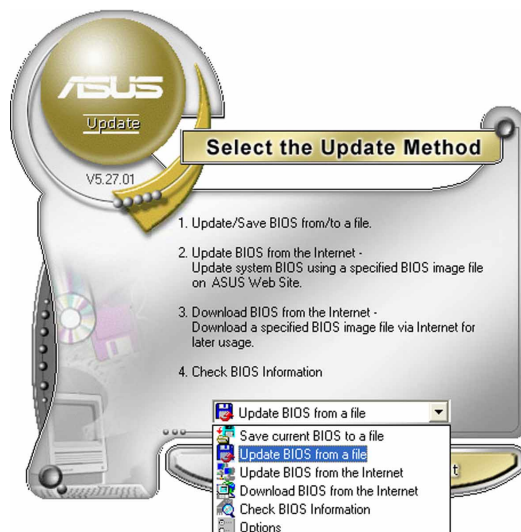 ASUS
Update
V5.27.01
Select the Update Method
1. Update/Save BIOS from/to a file.
2. Update BIOS from the Internet -
Update system BIOS using a specified BIOS image file
on ASUS Web Site.
3. Download BIOS from the Internet -
Download a specified BIOS image file via Internet for
later usage.
4. Check BIOS Information
Update BIOS from a file
Save current BIOS to a file
Update BIOS from a file
Update BIOS from the Internet
Download BIOS from the Internet
Check BIOS Information
Options